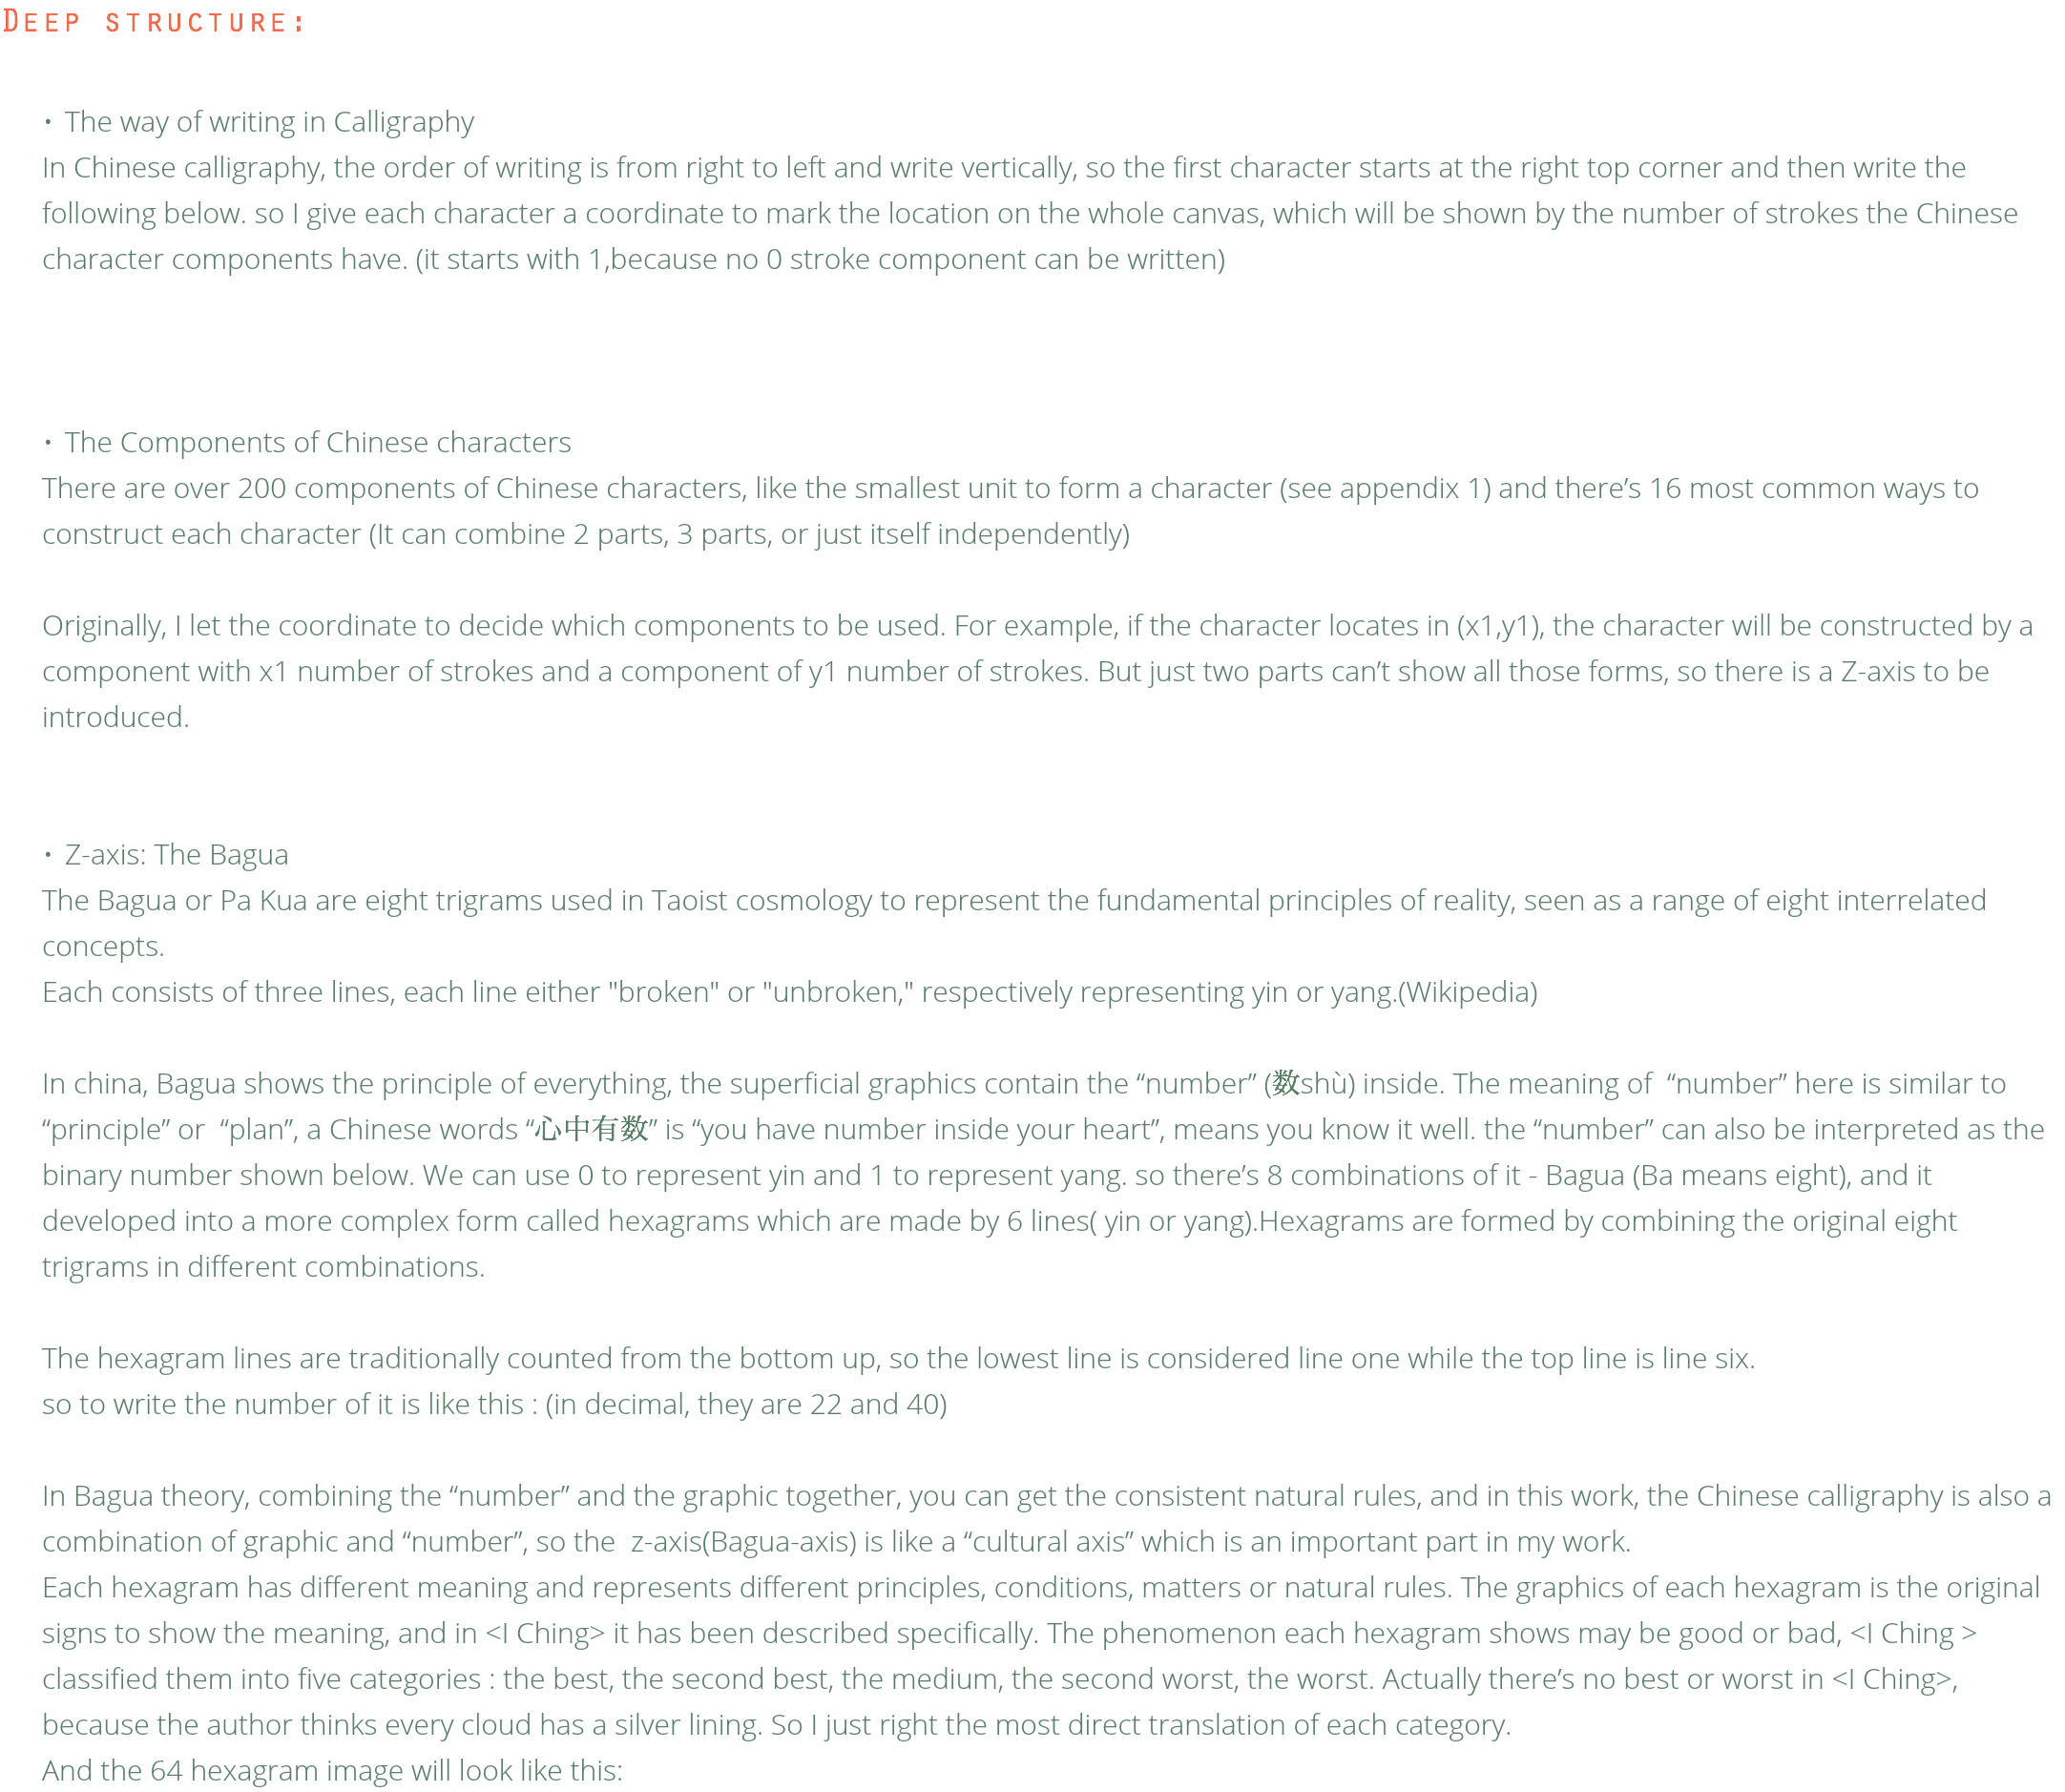 DEEP STRUCTURE:
• The way of writing in Calligraphy
In Chinese calligraphy, the order of writing is from right to left and write vertically, so the first character starts at the right top corner and then write the
following below. so I give each character a coordinate to mark the location on the whole canvas, which will be shown by the number of strokes the Chinese
character components have. (it starts with 1,because no 0 stroke component can be written)
• The Components of Chinese characters
There are over 200 components of Chinese characters, like the smallest unit to form a character (see appendix 1) and there’s 16 most common ways to
construct each character (It can combine 2 parts, 3 parts, or just itself independently)
Originally, I let the coordinate to decide which components to be used. For example, if the character locates in (x1,y1), the character will be constructed by a
component with x1 number of strokes and a component of y1 number of strokes. But just two parts can’t show all those forms, so there is a Z-axis to be
introduced.
• Z-axis: The Bagua
The Bagua or Pa Kua are eight trigrams used in Taoist cosmology to represent the fundamental principles of reality, seen as a range of eight interrelated
concepts.
Each consists of three lines, each line either "broken" or "unbroken," respectively representing yin or yang.(Wikipedia)
In china, Bagua shows the principle of everything, the superficial graphics contain the “number” (数shù) inside. The meaning of  “number” here is similar to
“principle” or  “plan”, a Chinese words “心中有数” is “you have number inside your heart”, means you know it well. the “number” can also be interpreted as the
binary number shown below. We can use 0 to represent yin and 1 to represent yang. so there’s 8 combinations of it - Bagua (Ba means eight), and it
developed into a more complex form called hexagrams which are made by 6 lines( yin or yang).Hexagrams are formed by combining the original eight
trigrams in different combinations.
The hexagram lines are traditionally counted from the bottom up, so the lowest line is considered line one while the top line is line six.
so to write the number of it is like this : (in decimal, they are 22 and 40)
In Bagua theory, combining the “number” and the graphic together, you can get the consistent natural rules, and in this work, the Chinese calligraphy is also a
combination of graphic and “number”, so the  z-axis(Bagua-axis) is like a “cultural axis” which is an important part in my work.
Each hexagram has different meaning and represents different principles, conditions, matters or natural rules. The graphics of each hexagram is the original
signs to show the meaning, and in <I Ching> it has been described specifically. The phenomenon each hexagram shows may be good or bad, <I Ching >
classified them into five categories : the best, the second best, the medium, the second worst, the worst. Actually there’s no best or worst in <I Ching>,
because the author thinks every cloud has a silver lining. So I just right the most direct translation of each category.
And the 64 hexagram image will look like this: